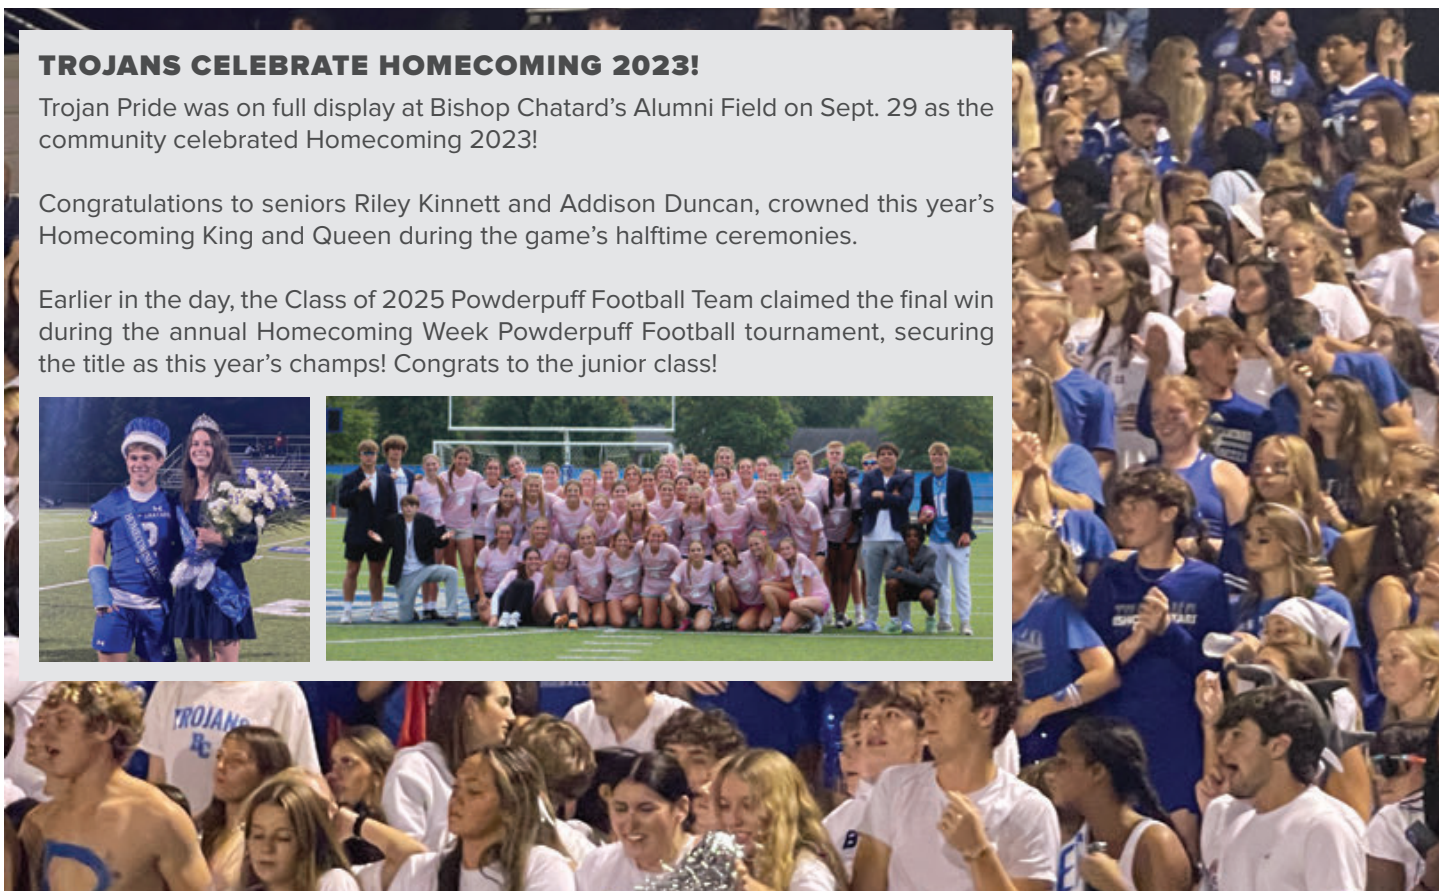 TROJANS CELEBRATE HOMECOMING 2023!
Trojan Pride was on full display at Bishop Chatard's Alumni Field on Sept. 29 as the
community celebrated Homecoming 2023!
Congratulations to seniors Riley Kinnett and Addison Duncan, crowned this year's
Homecoming King and Queen during the game's halftime ceremonies.
Earlier in the day, the Class of 2025 Powderpuff Football Team claimed the final win
during the annual Homecoming Week Powderpuff Football tournament, securing
the title as this year's champs! Congrats to the junior class!
TROJANS
BC